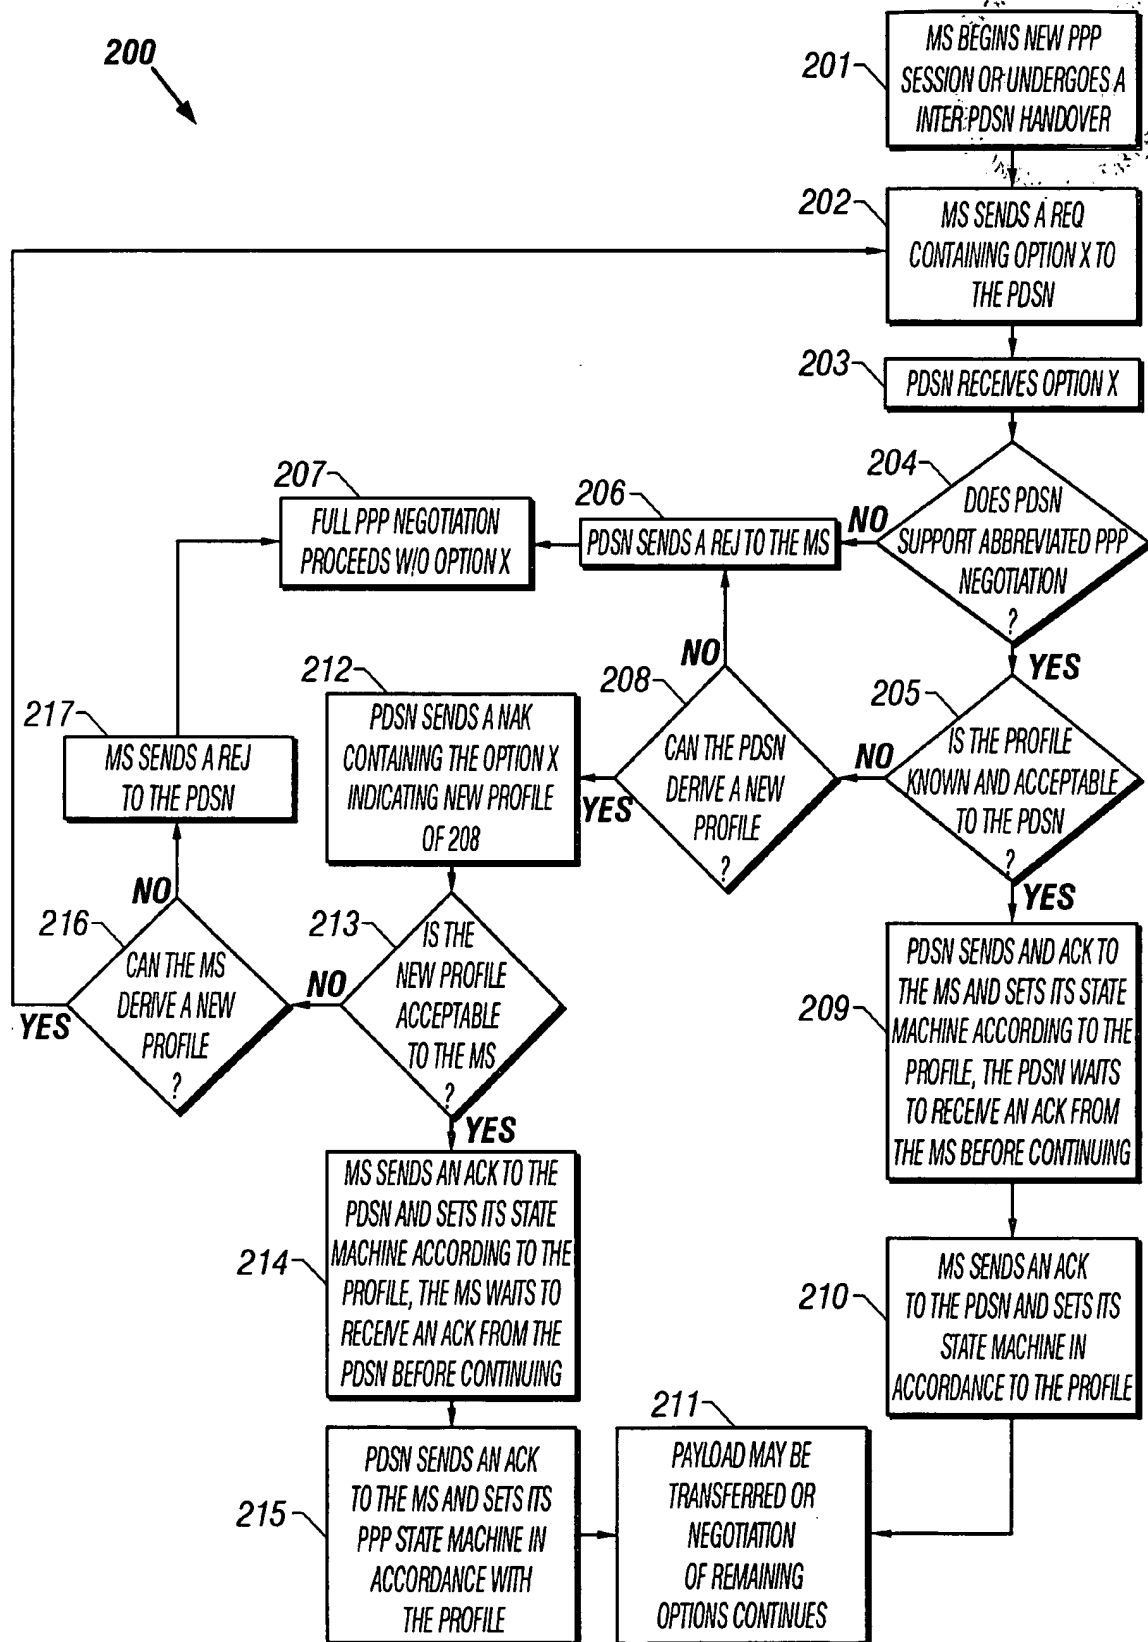 200
201
MS BEGINS NEW PPP
SESSION OR UNDERGOES A
INTER PDSN HANDOVER
202
MS SENDS A REQ
CONTAINING OPTION X TO
THE PDSN
203
PDSN RECEIVES OPTION X
204
DOES PDSN
SUPPORT ABBREVIATED PPP
NEGOTIATION
?
NO
YES
206
PDSN SENDS A REJ TO THE MS
207
FULL PPP NEGOTIATION
PROCEEDS W/O OPTION X
205
IS THE PROFILE
KNOWN AND ACCEPTABLE
TO THE PDSN
?
NO
YES
208
CAN THE PDSN
DERIVE A NEW
PROFILE
?
NO
YES
212
PDSN SENDS A NAK
CONTAINING THE OPTION X
INDICATING NEW PROFILE
OF 208
217
MS SENDS A REJ
TO THE PDSN
216
CAN THE MS
DERIVE A NEW
PROFILE
?
NO
YES
213
IS THE
NEW PROFILE
ACCEPTABLE
TO THE MS
?
NO
YES
209
PDSN SENDS AND ACK TO
THE MS AND SETS ITS STATE
MACHINE ACCORDING TO THE
PROFILE, THE PDSN WAITS
TO RECEIVE AN ACK FROM
THE MS BEFORE CONTINUING
214
MS SENDS AN ACK TO THE
PDSN AND SETS ITS STATE
MACHINE ACCORDING TO THE
PROFILE, THE MS WAITS TO
RECEIVE AN ACK FROM THE
PDSN BEFORE CONTINUING
210
MS SENDS AN ACK
TO THE PDSN AND SETS ITS
STATE MACHINE IN
ACCORDANCE TO THE PROFILE
215
PDSN SENDS AN ACK
TO THE MS AND SETS ITS
PPP STATE MACHINE IN
ACCORDANCE WITH
THE PROFILE
211
PAYLOAD MAY BE
TRANSFERRED OR
NEGOTIATION
OF REMAINING
OPTIONS CONTINUES